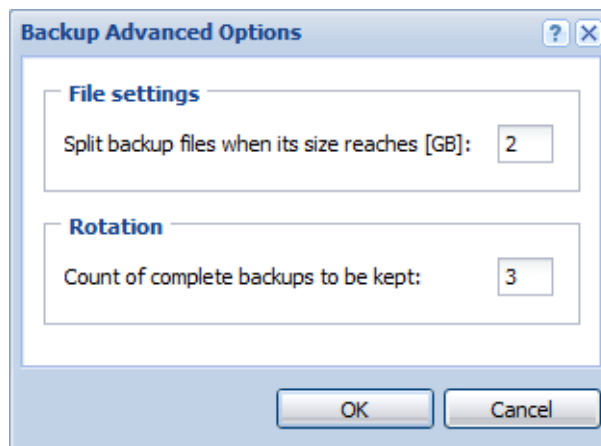 Backup Advanced Options
?
File settings
Split backup files when its size reaches [GB]: 2
Rotation
Count of complete backups to be kept: 3
OK Cancel